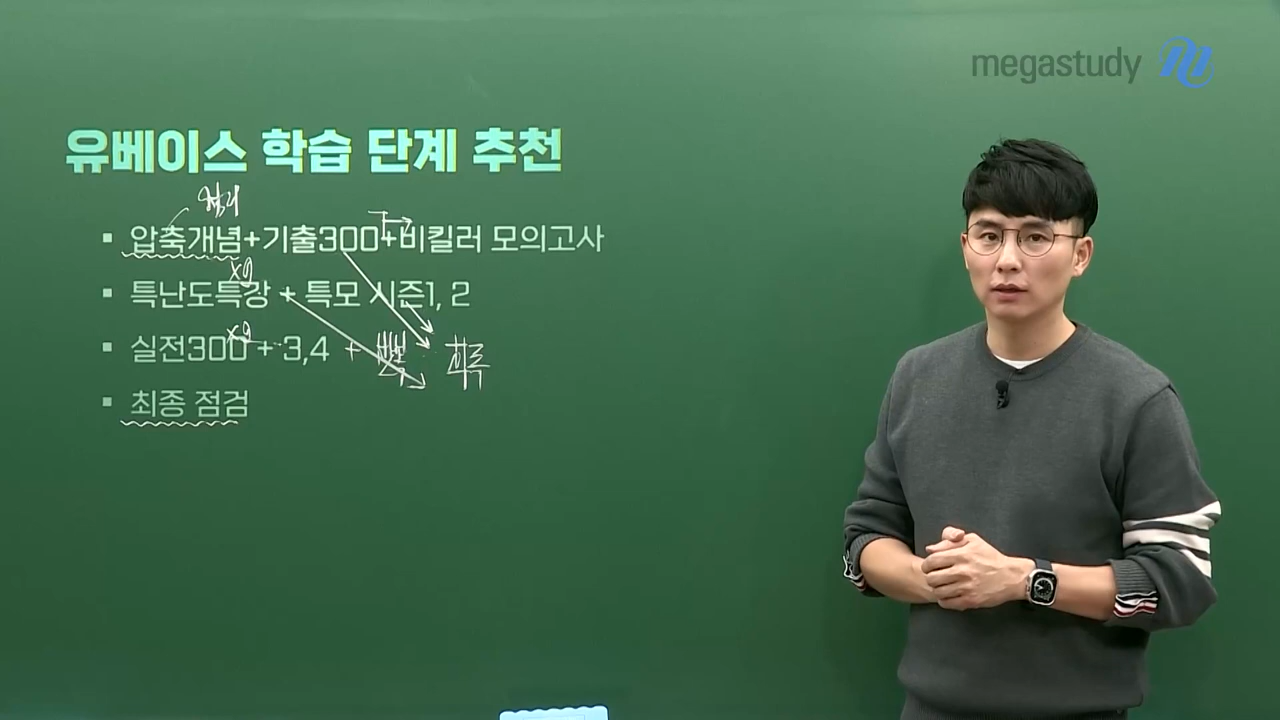 megastudy
유베이스 학습 단계 추천
압축개념+기출300+비킬러 모의고사
x2
특난도특강 + 특모 시즌1, 2
x2
실전300 + 3,4 +
최종 점검